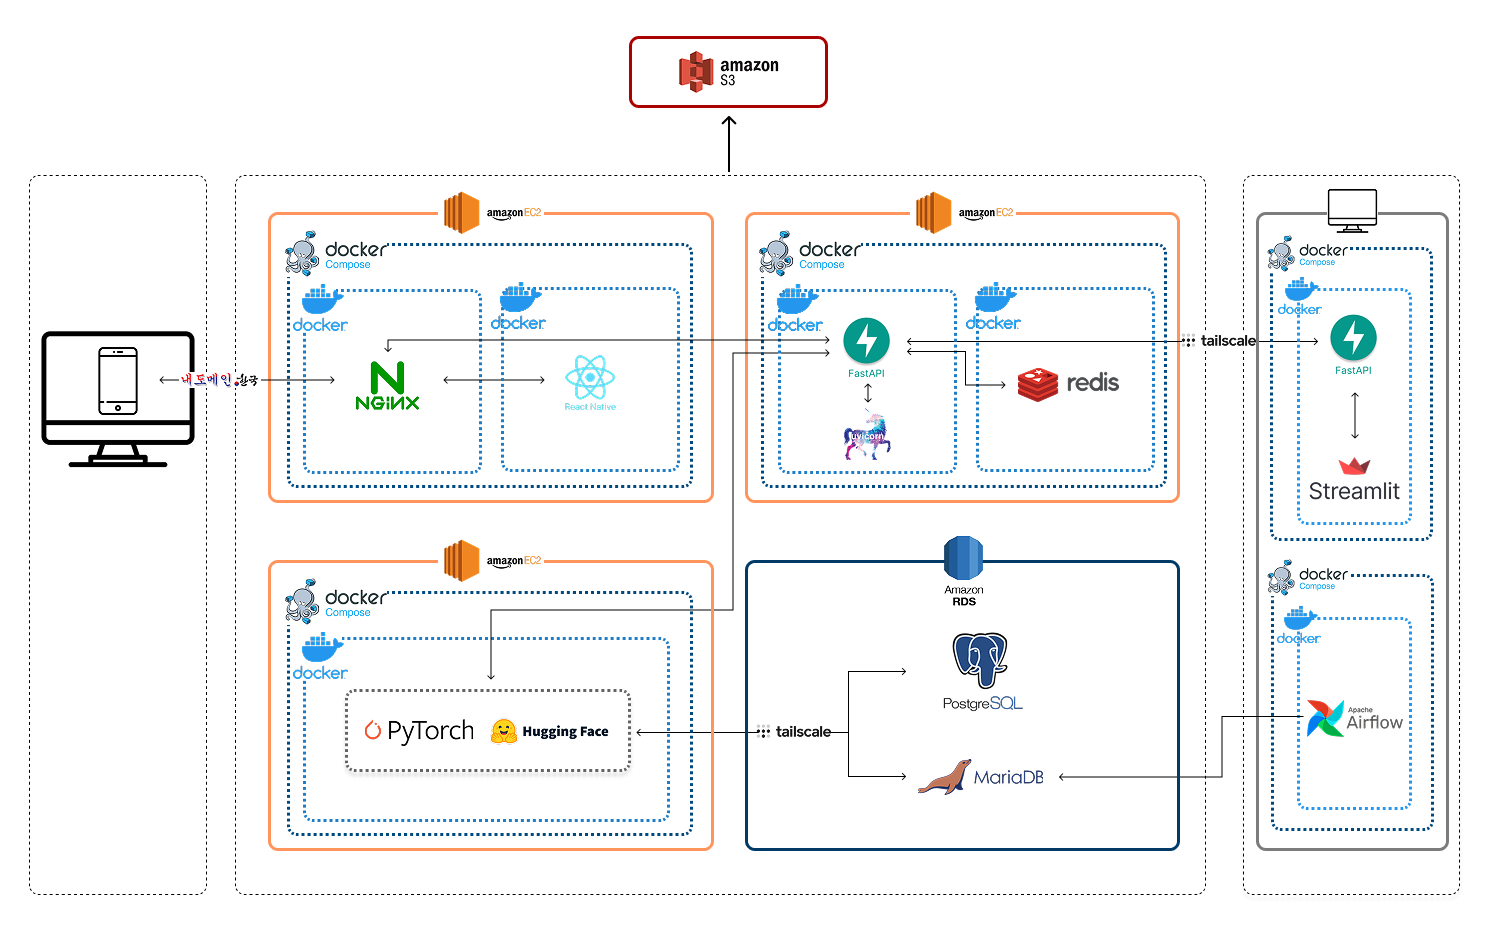 amazon
S3
amazon EC2
docker
Compose
docker
docker
NGINX
React Native
내도메인.한국
amazon EC2
docker
Compose
docker
docker
FastAPI
uvicorn
redis
tailscale
docker
Compose
docker
FastAPI
Streamlit
amazon EC2
docker
Compose
docker
PyTorch
Hugging Face
tailscale
Amazon
RDS
PostgreSQL
MariaDB
docker
Compose
docker
Apache
Airflow